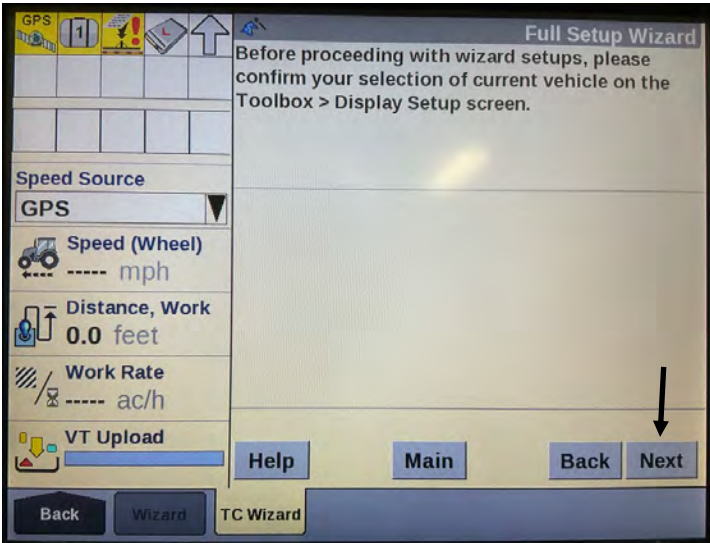 GPS
1
L
Full Setup Wizard
Before proceeding with wizard setups, please
confirm your selection of current vehicle on the
Toolbox > Display Setup screen.
Speed Source
GPS
Speed (Wheel)
----- mph
Distance, Work
0.0 feet
Work Rate
----- ac/h
VT Upload
Help Main Back Next
Back Wizard TC Wizard